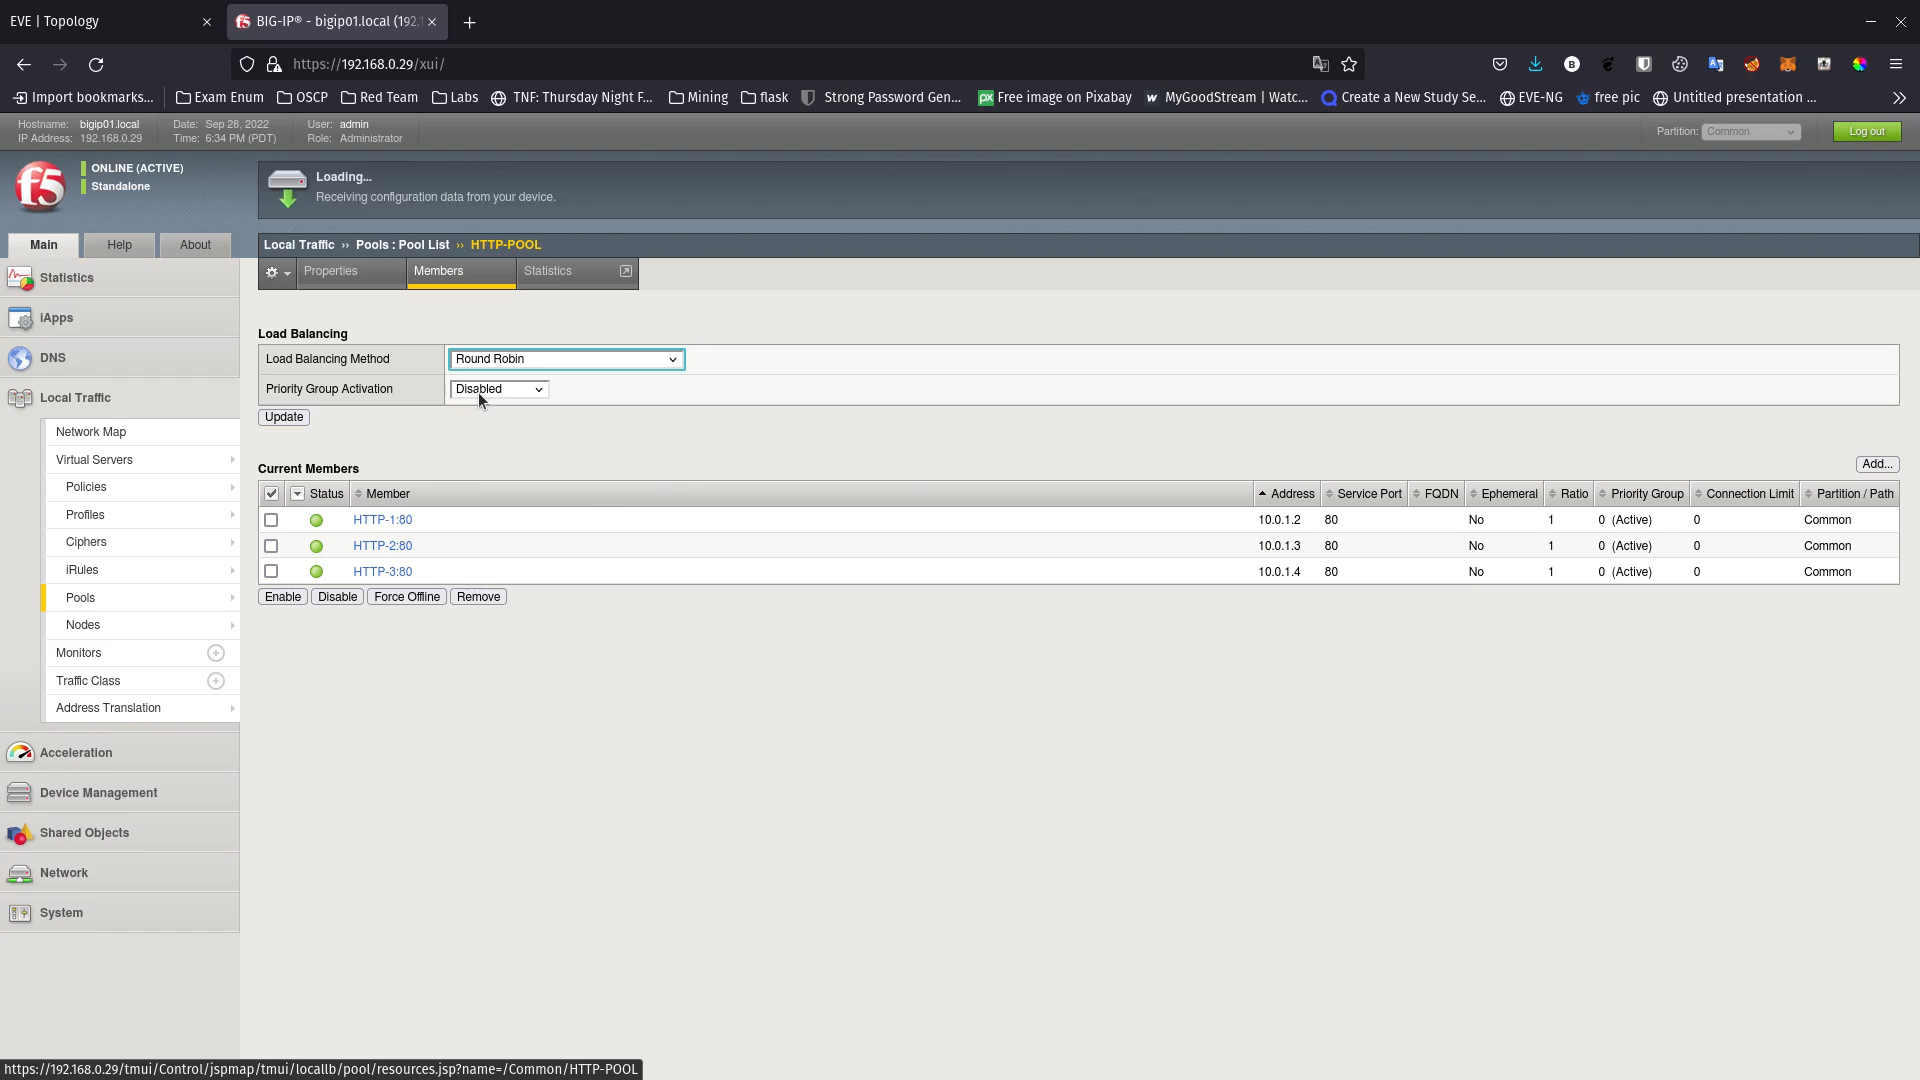 EVE | Topology
BIG-IP® - bigip01.local (192.1
https://192.168.0.29/xui/
Import bookmarks...
Exam Enum
OSCP
Red Team
Labs
TNF: Thursday Night F...
Mining
flask
Strong Password Gen...
px Free image on Pixabay
w MyGoodStream | Watc...
Create a New Study Se...
EVE-NG
free pic
Untitled presentation ...
Hostname: bigip01.local
IP Address: 192.168.0.29
Date: Sep 28, 2022
Time: 6:34 PM (PDT)
User: admin
Role: Administrator
Partition: Common
Log out
f5
ONLINE (ACTIVE)
Standalone
Loading...
Receiving configuration data from your device.
Main Help About
Local Traffic ›› Pools : Pool List ›› HTTP-POOL
Properties Members Statistics
Statistics
iApps
DNS
Local Traffic
Network Map
Virtual Servers
Policies
Profiles
Ciphers
iRules
Pools
Nodes
Monitors
Traffic Class
Address Translation
Acceleration
Device Management
Shared Objects
Network
System
Load Balancing
Load Balancing Method Round Robin
Priority Group Activation Disabled
Update
Current Members
Add...
Status Member Address Service Port FQDN Ephemeral Ratio Priority Group Connection Limit Partition / Path
HTTP-1:80 10.0.1.2 80 No 1 0 (Active) 0 Common
HTTP-2:80 10.0.1.3 80 No 1 0 (Active) 0 Common
HTTP-3:80 10.0.1.4 80 No 1 0 (Active) 0 Common
Enable Disable Force Offline Remove
https://192.168.0.29/tmui/Control/jspmap/tmui/locallb/pool/resources.jsp?name=/Common/HTTP-POOL